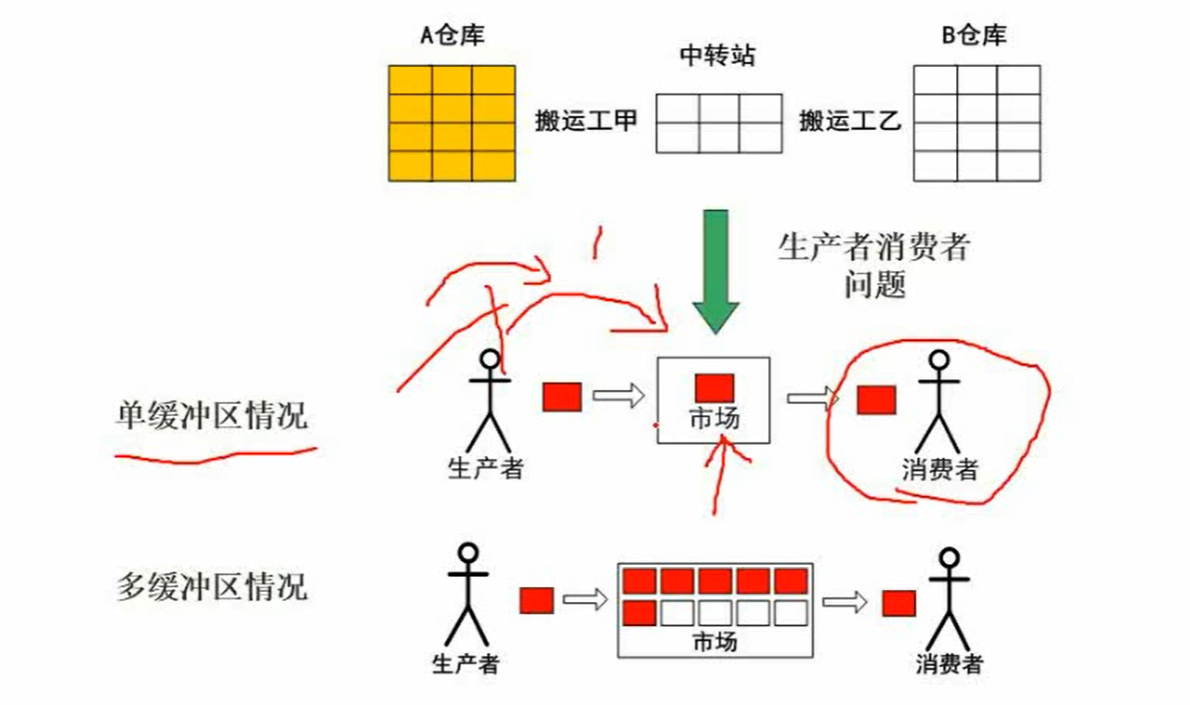 A仓库
中转站
B仓库
搬运工甲
搬运工乙
生产者消费者
问题
单缓冲区情况
市场
生产者
消费者
多缓冲区情况
市场
生产者
消费者